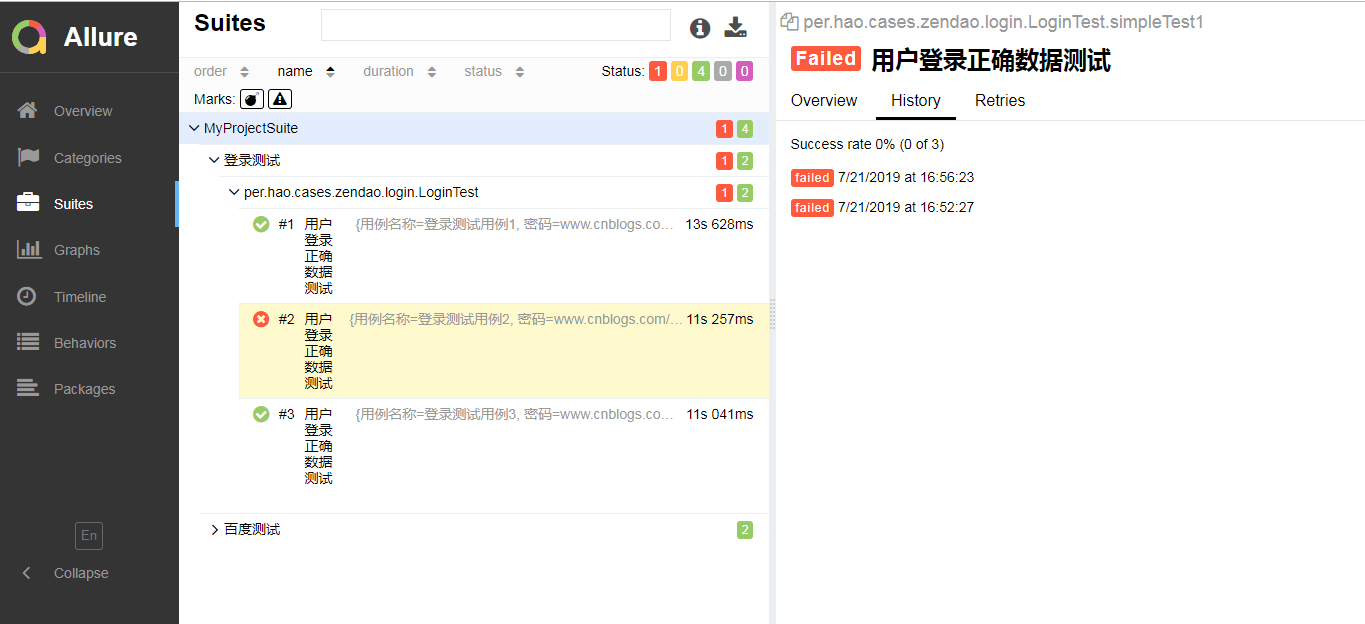 Allure
Overview
Categories
Suites
Graphs
Timeline
Behaviors
Packages
En
Collapse
Suites
order name duration status Status: 1 0 4 0 0
Marks:
MyProjectSuite 1 4
登录测试 1 2
per.hao.cases.zendao.login.LoginTest 1 2
#1 用户 {用例名称=登录测试用例1, 密码=www.cnblogs.co... 13s 628ms
登录
正确
数据
测试
#2 用户 {用例名称=登录测试用例2, 密码=www.cnblogs.com/... 11s 257ms
登录
正确
数据
测试
#3 用户 {用例名称=登录测试用例3, 密码=www.cnblogs.co... 11s 041ms
登录
正确
数据
测试
百度测试 2
per.hao.cases.zendao.login.LoginTest.simpleTest1
Failed 用户登录正确数据测试
Overview History Retries
Success rate 0% (0 of 3)
failed 7/21/2019 at 16:56:23
failed 7/21/2019 at 16:52:27